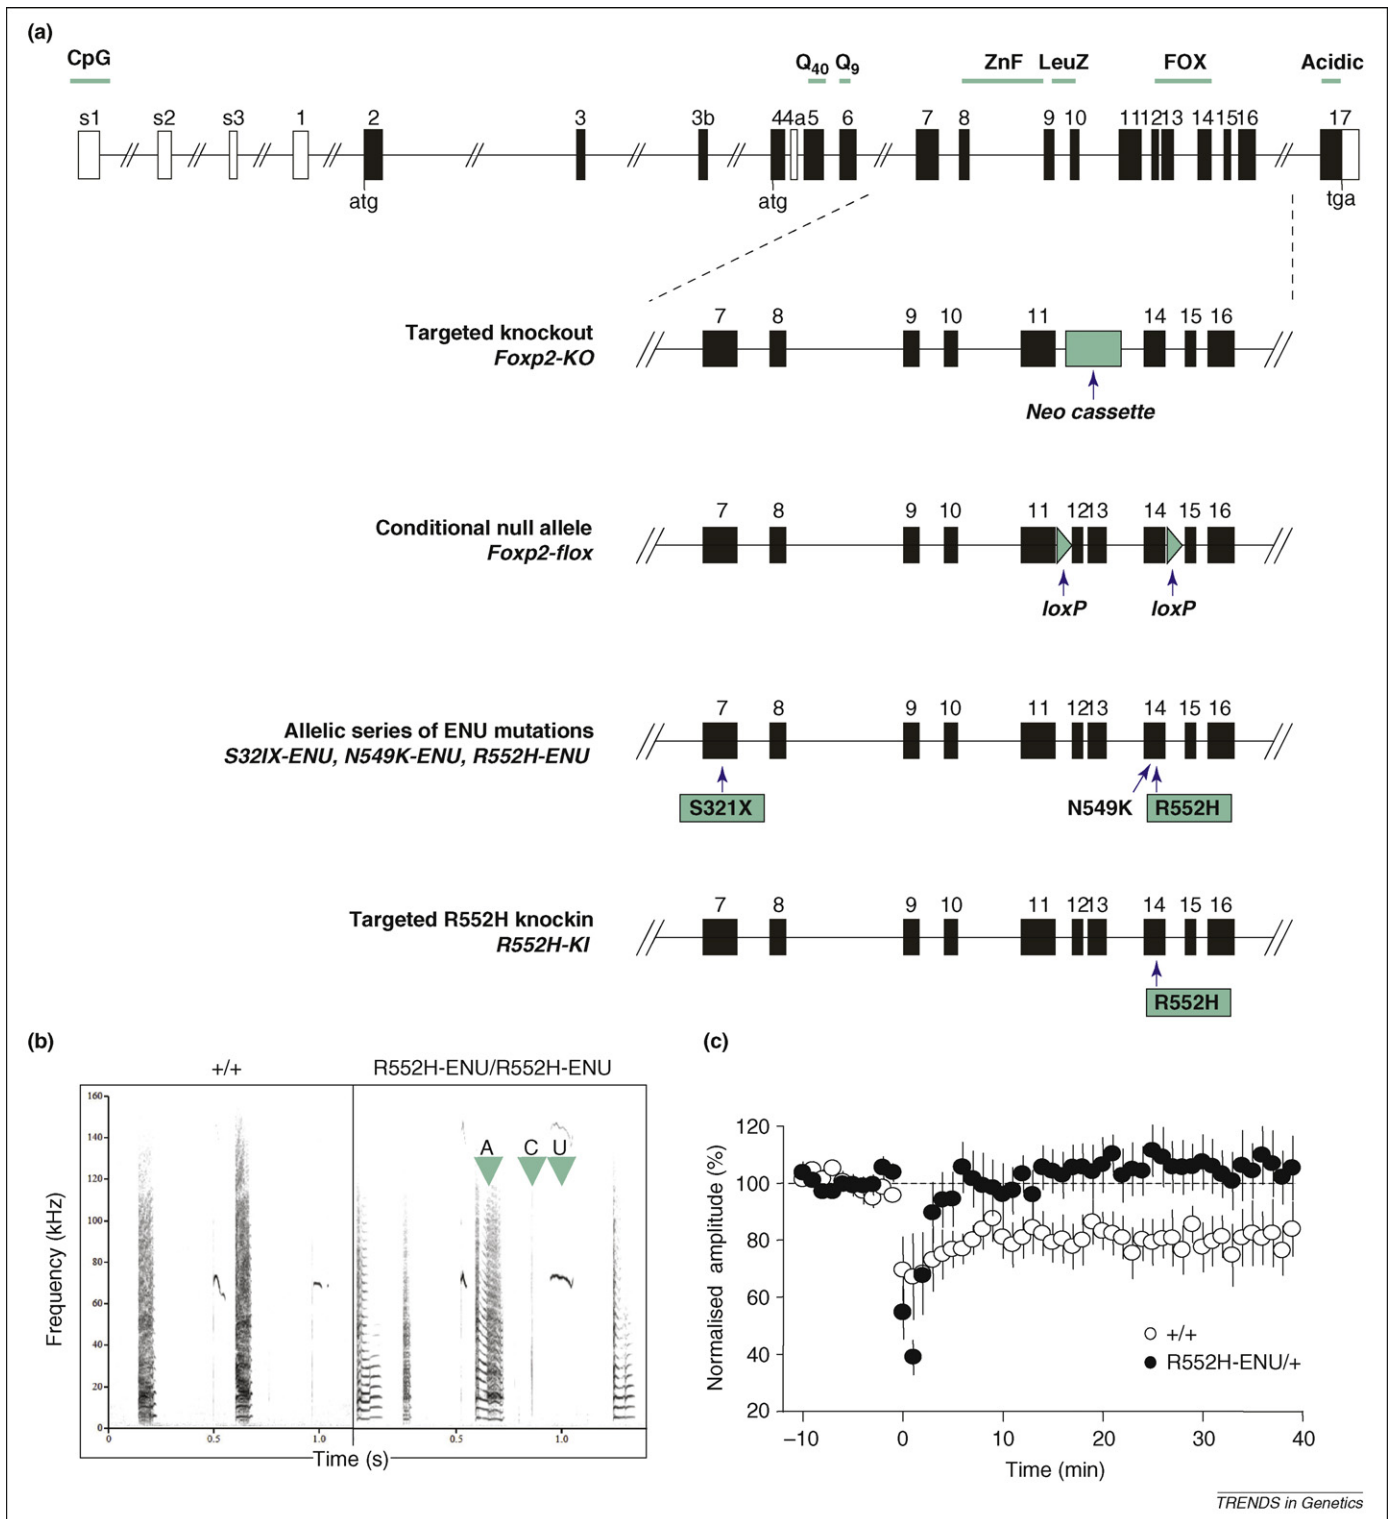 (a)
CpG Q40 Q9 ZnF LeuZ FOX Acidic
s1 s2 s3 1 2 3 3b 4 4a 5 6 7 8 9 10 11 12 13 14 15 16 17
atg atg tga
7 8 9 10 11 14 15 16
Targeted knockout
Foxp2-KO
Neo cassette
7 8 9 10 11 12 13 14 15 16
Conditional null allele
Foxp2-flox
loxP loxP
7 8 9 10 11 12 13 14 15 16
Allelic series of ENU mutations
S32IX-ENU, N549K-ENU, R552H-ENU
S321X N549K R552H
7 8 9 10 11 12 13 14 15 16
Targeted R552H knockin
R552H-KI
R552H
(b)
+/+ R552H-ENU/R552H-ENU
160
140
120
100
80
60
40
20
0
Frequency (kHz)
A C U
0 0.5 1.0 0.5 1.0
Time (s)
(c)
120
100
80
60
40
20
Normalised amplitude (%)
+/+
R552H-ENU/+
−10 0 10 20 30 40
Time (min)
TRENDS in Genetics